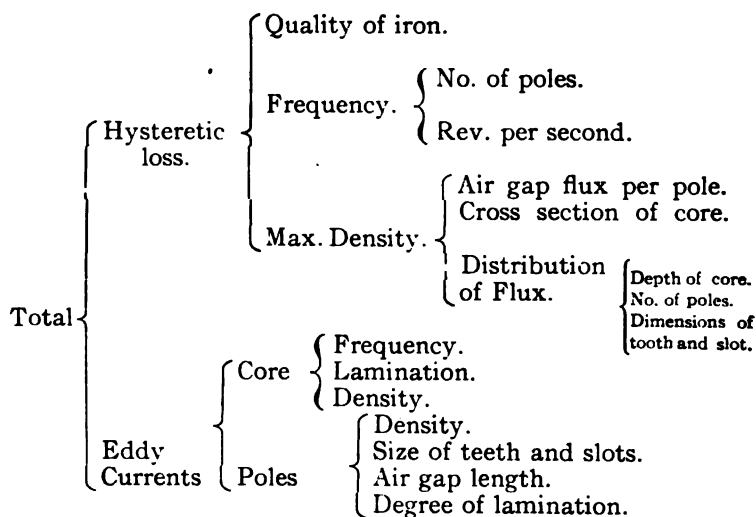 Quality of iron.
No. of poles.
Frequency.
Rev. per second.
Hysteretic
loss.
Air gap flux per pole.
Cross section of core.
Max. Density.
Distribution
of Flux.
Depth of core.
No. of poles.
Dimensions of
tooth and slot.
Total
Frequency.
Core
Lamination.
Density.
Eddy
Currents
Poles
Density.
Size of teeth and slots.
Air gap length.
Degree of lamination.